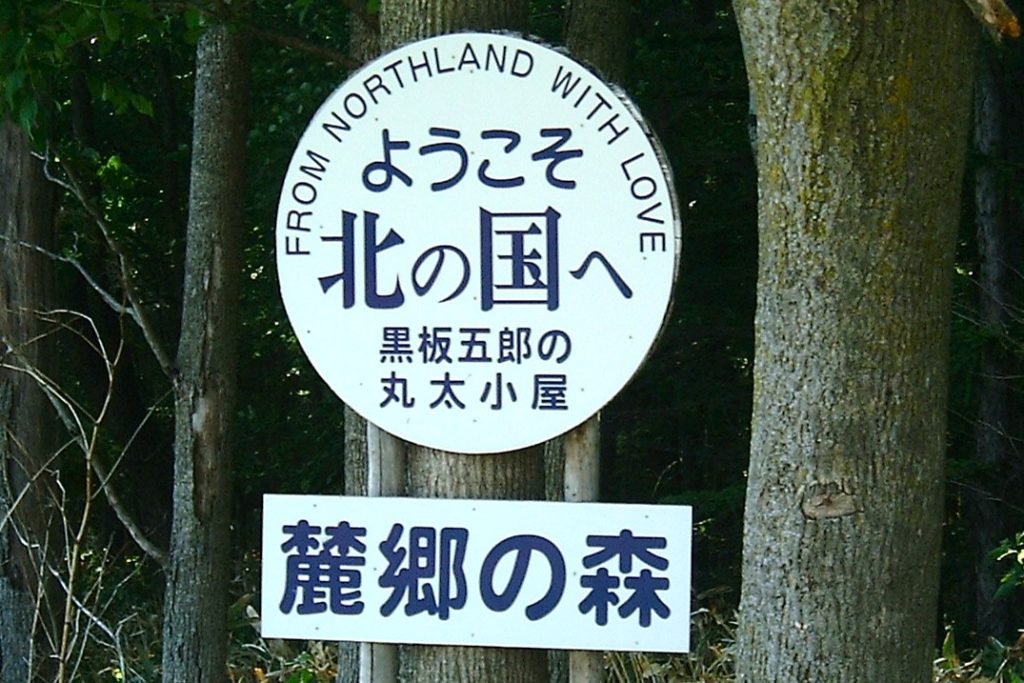 FROM NORTHLAND WITH LOVE
ようこそ
北の国へ
黒板五郎の
丸太小屋
麓郷の森